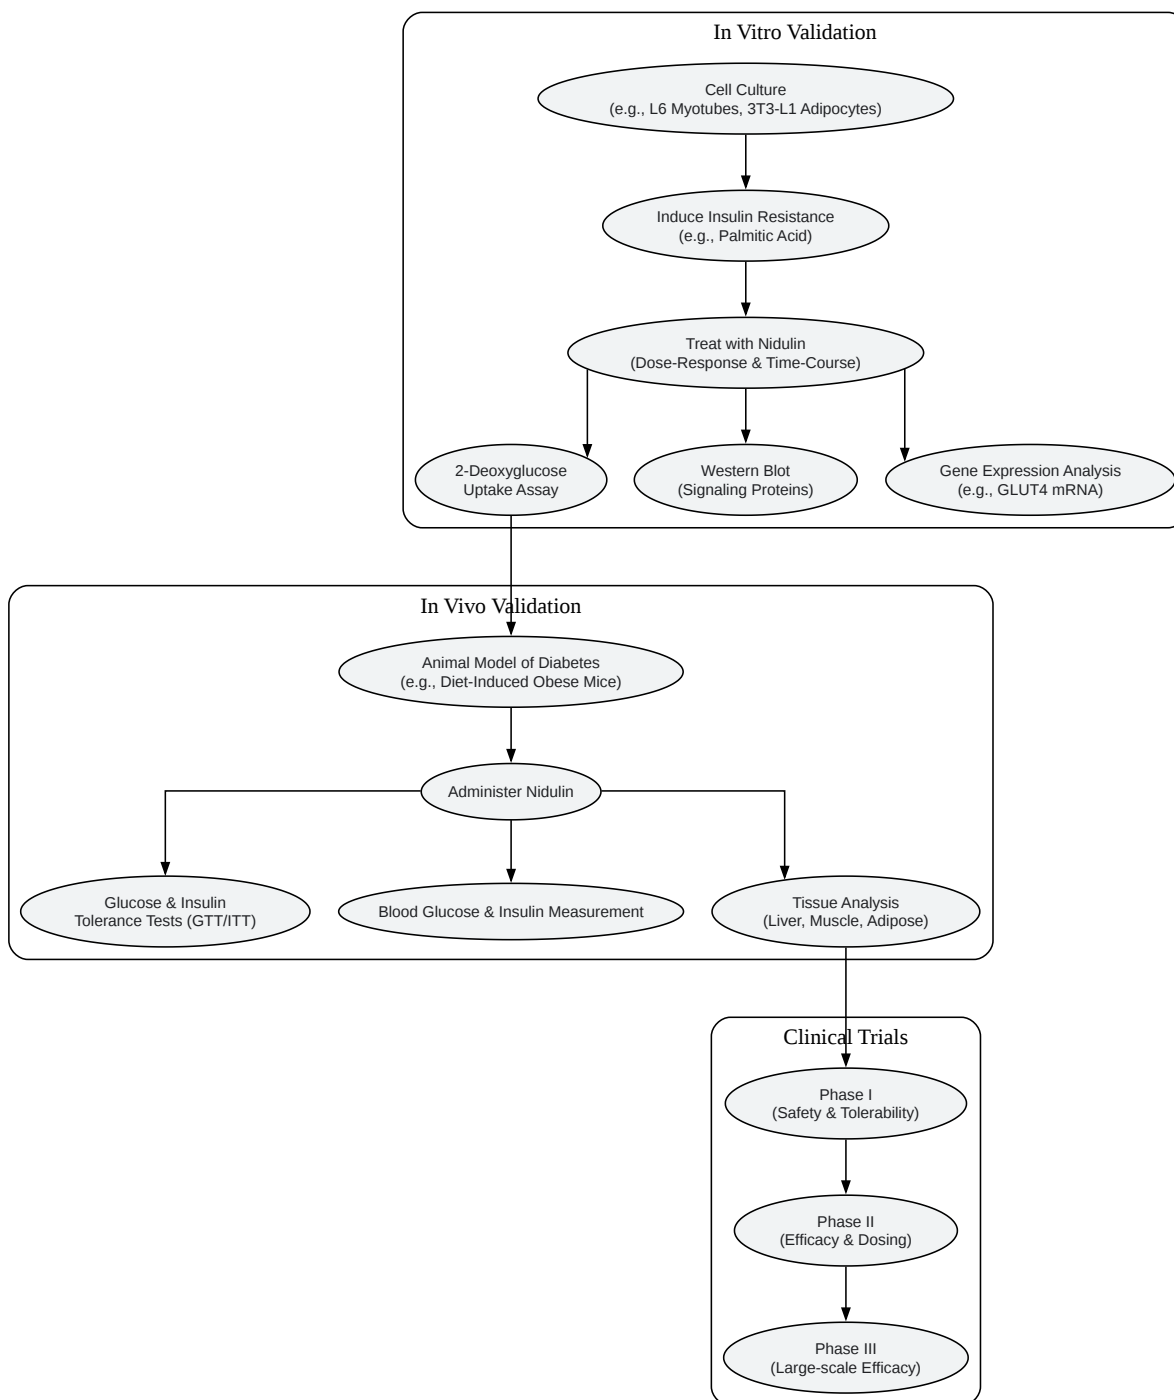 In Vitro Validation
Cell Culture
(e.g., L6 Myotubes, 3T3-L1 Adipocytes)
Induce Insulin Resistance
(e.g., Palmitic Acid)
Treat with Nidulin
(Dose-Response & Time-Course)
2-Deoxyglucose
Uptake Assay
Western Blot
(Signaling Proteins)
Gene Expression Analysis
(e.g., GLUT4 mRNA)
In Vivo Validation
Animal Model of Diabetes
(e.g., Diet-Induced Obese Mice)
Administer Nidulin
Glucose & Insulin
Tolerance Tests (GTT/ITT)
Blood Glucose & Insulin Measurement
Tissue Analysis
(Liver, Muscle, Adipose)
Clinical Trials
Phase I
(Safety & Tolerability)
Phase II
(Efficacy & Dosing)
Phase III
(Large-scale Efficacy)